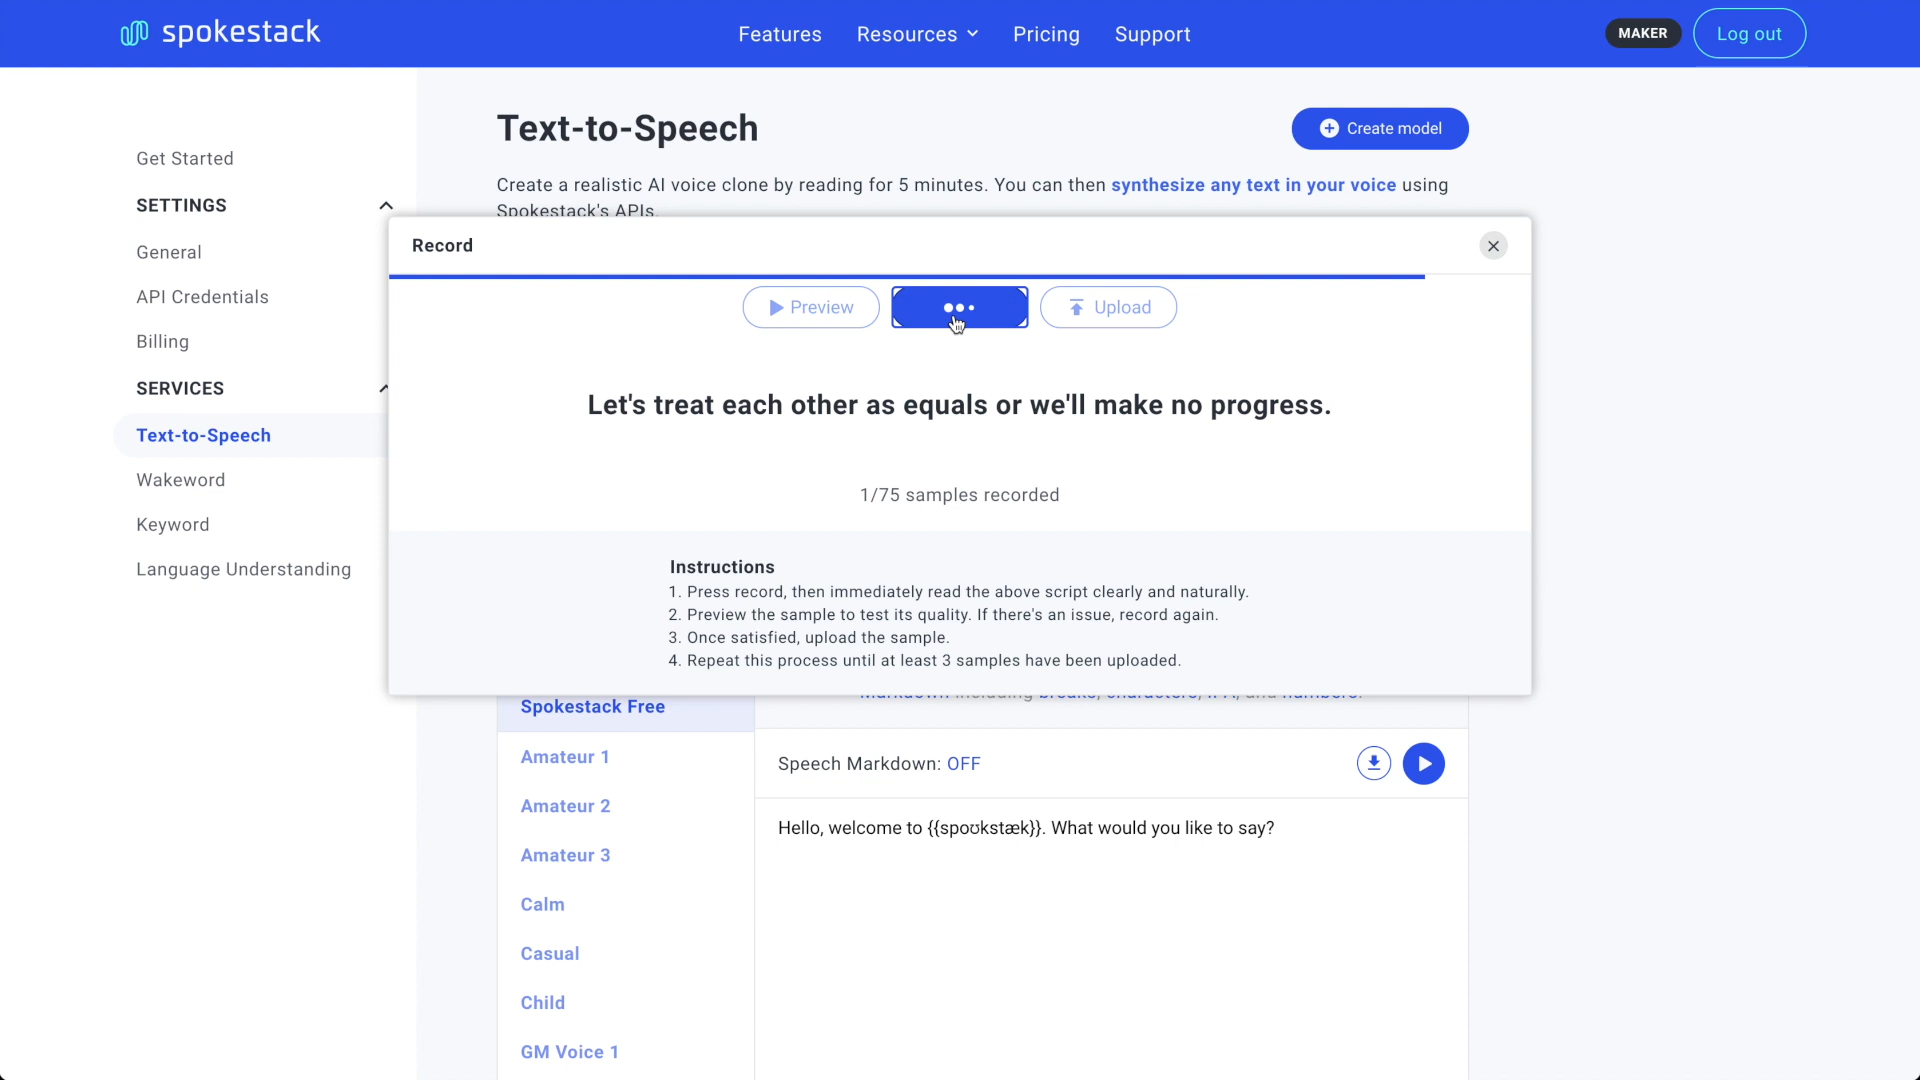 spokestack
Features
Resources
Pricing
Support
MAKER
Log out
Get Started
SETTINGS
General
API Credentials
Billing
SERVICES
Text-to-Speech
Wakeword
Keyword
Language Understanding
Text-to-Speech
Create model
Create a realistic AI voice clone by reading for 5 minutes. You can then synthesize any text in your voice using
Spokestack's APIs.
Record
Preview
Upload
Let's treat each other as equals or we'll make no progress.
1/75 samples recorded
Instructions
1. Press record, then immediately read the above script clearly and naturally.
2. Preview the sample to test its quality. If there's an issue, record again.
3. Once satisfied, upload the sample.
4. Repeat this process until at least 3 samples have been uploaded.
Markdown including breaks, characters, IPA, and numbers.
Spokestack Free
Amateur 1
Amateur 2
Amateur 3
Calm
Casual
Child
GM Voice 1
Speech Markdown: OFF
Hello, welcome to {{spoʊkstæk}}. What would you like to say?